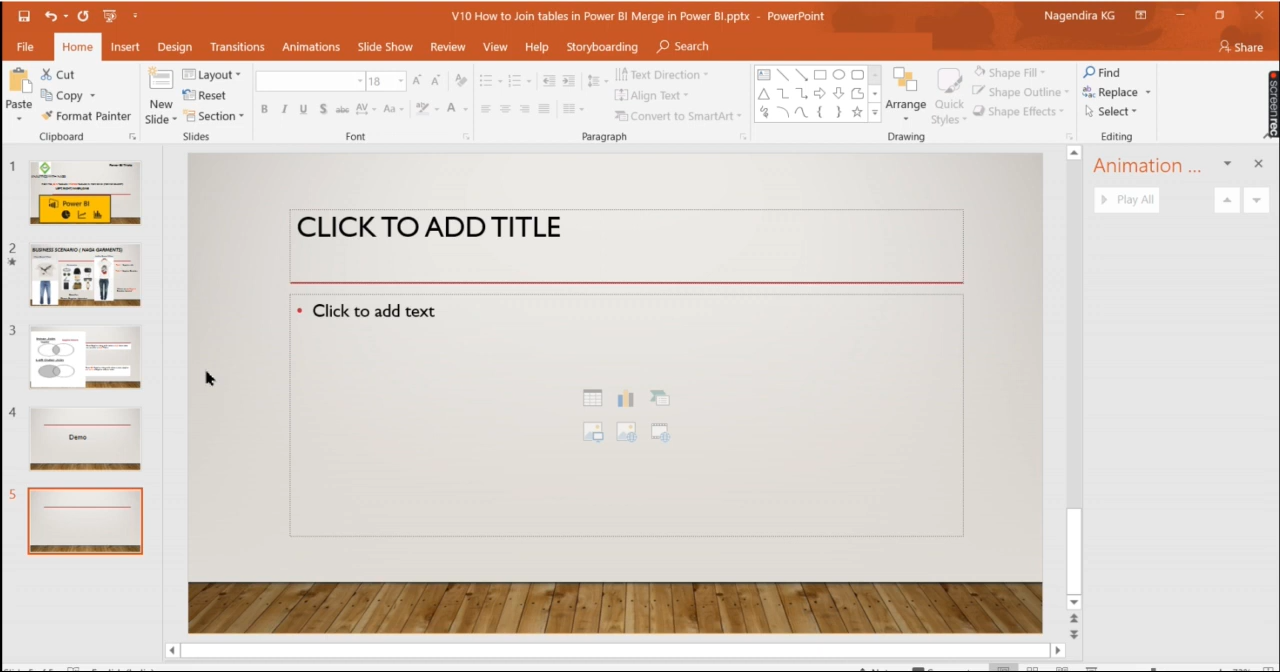 V10 How to Join tables in Power BI Merge in Power BI.pptx - PowerPoint
Nagendira KG
File Home Insert Design Transitions Animations Slide Show Review View Help Storyboarding Search
Share
Paste
Cut
Copy
Format Painter
Clipboard
New Slide
Layout
Reset
Section
Slides
18
B I U S abc AV Aa A
Font
Text Direction
Align Text
Convert to SmartArt
Paragraph
Arrange
Quick Styles
Shape Fill
Shape Outline
Shape Effects
Drawing
Find
Replace
Select
Editing
screenrec
1
Power BI
2
BUSINESS SCENARIO ( NAGA GARMENTS)
3
4
Demo
5
CLICK TO ADD TITLE
• Click to add text
Animation ...
Play All